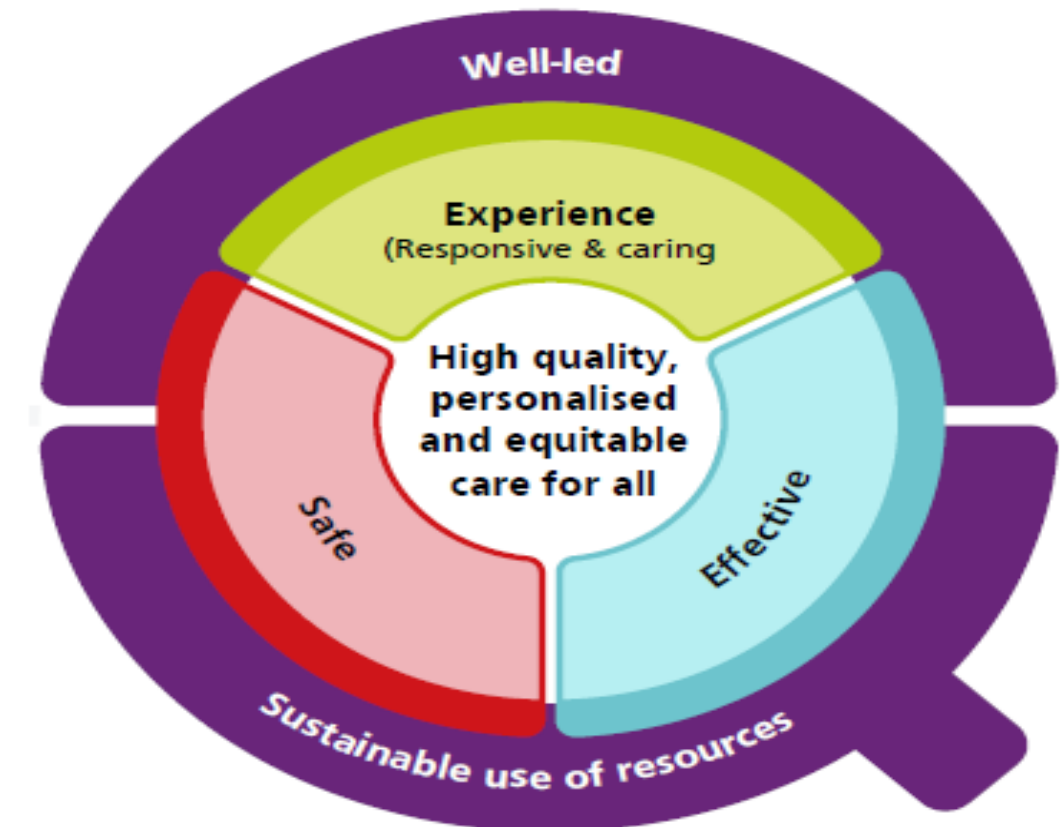 Well-led
Experience
(Responsive & caring
High quality,
personalised
and equitable
care for all
Safe
Effective
Sustainable use of resources